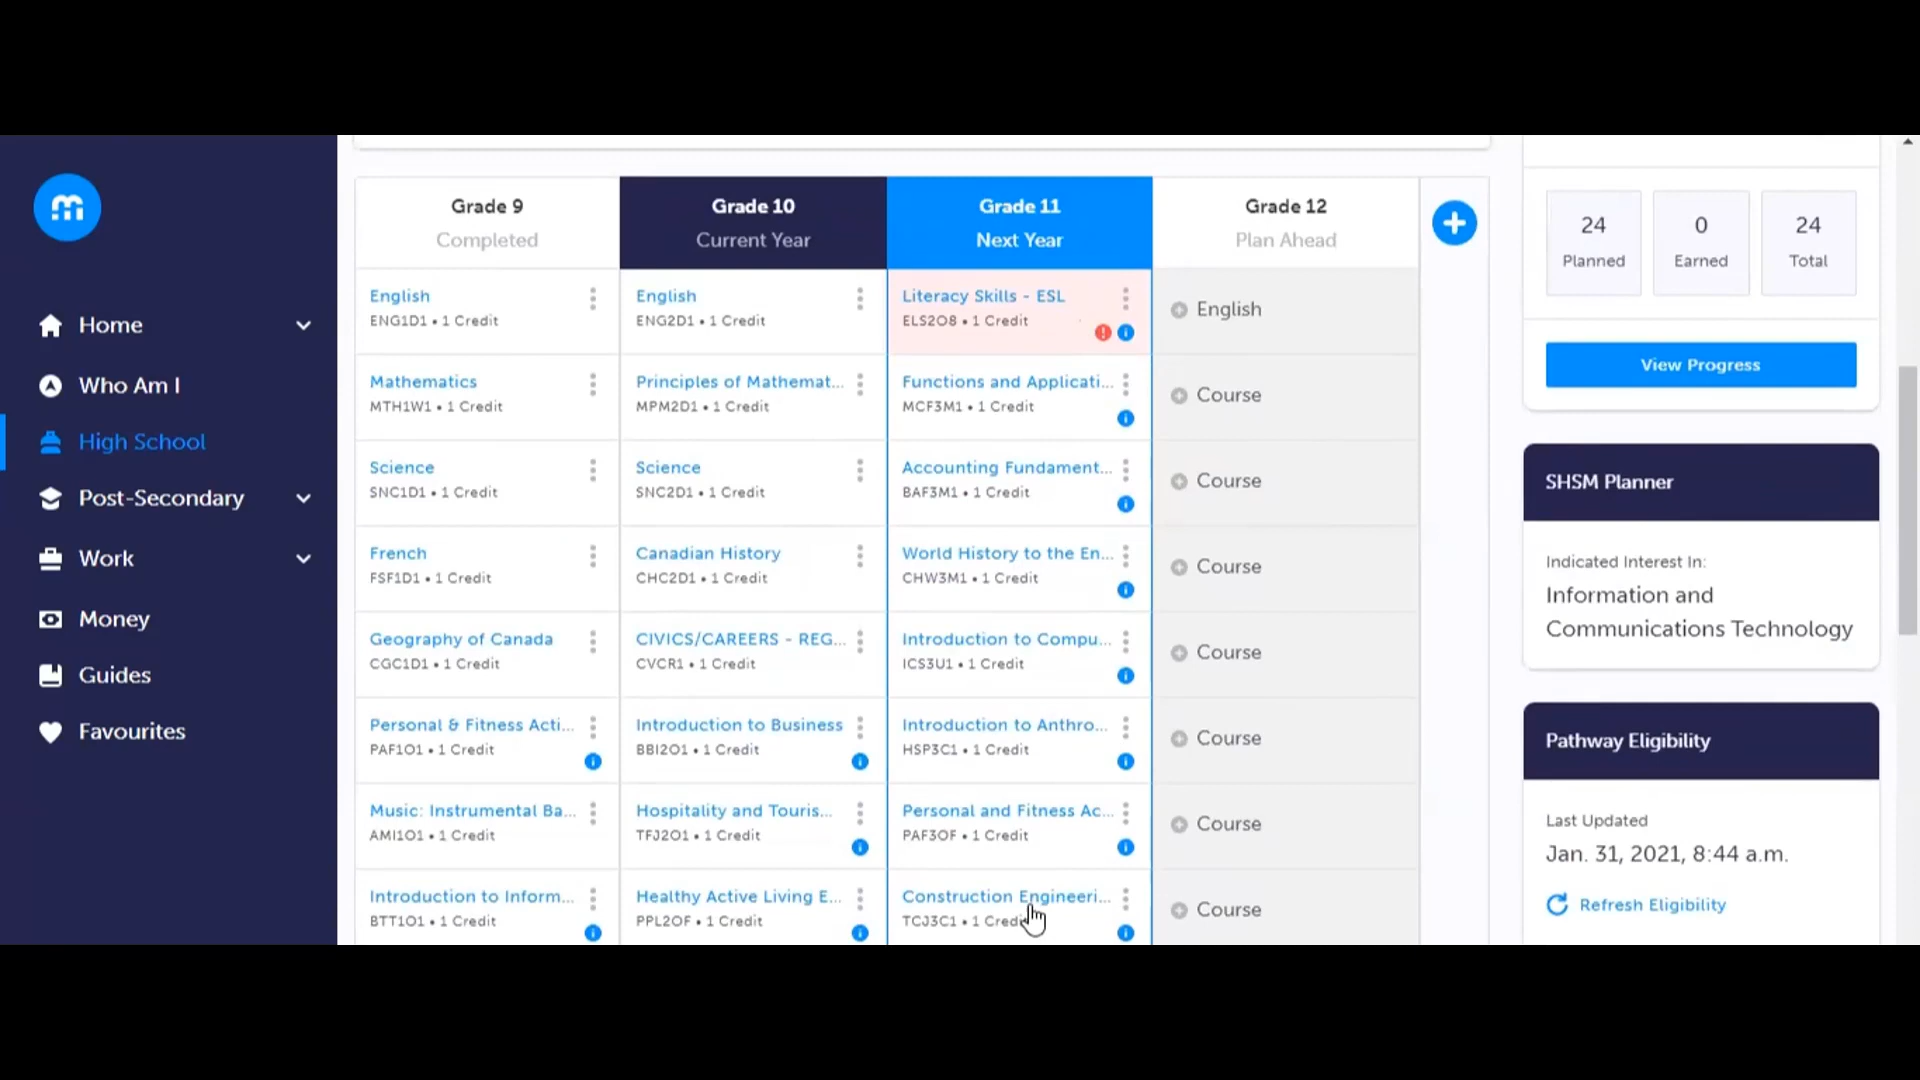 Home
Who Am I
High School
Post-Secondary
Work
Money
Guides
Favourites
Grade 9
Completed
Grade 10
Current Year
Grade 11
Next Year
Grade 12
Plan Ahead
English
ENG1D1 • 1 Credit
English
ENG2D1 • 1 Credit
Literacy Skills - ESL
ELS2O8 • 1 Credit
English
Mathematics
MTH1W1 • 1 Credit
Principles of Mathemat...
MPM2D1 • 1 Credit
Functions and Applicati...
MCF3M1 • 1 Credit
Course
Science
SNC1D1 • 1 Credit
Science
SNC2D1 • 1 Credit
Accounting Fundament...
BAF3M1 • 1 Credit
Course
French
FSF1D1 • 1 Credit
Canadian History
CHC2D1 • 1 Credit
World History to the En...
CHW3M1 • 1 Credit
Course
Geography of Canada
CGC1D1 • 1 Credit
CIVICS/CAREERS - REG...
CVCR1 • 1 Credit
Introduction to Compu...
ICS3U1 • 1 Credit
Course
Personal & Fitness Acti...
PAF1O1 • 1 Credit
Introduction to Business
BBI2O1 • 1 Credit
Introduction to Anthro...
HSP3C1 • 1 Credit
Course
Music: Instrumental Ba...
AMI1O1 • 1 Credit
Hospitality and Touris...
TFJ2O1 • 1 Credit
Personal and Fitness Ac...
PAF3OF • 1 Credit
Course
Introduction to Inform...
BTT1O1 • 1 Credit
Healthy Active Living E...
PPL2OF • 1 Credit
Construction Engineeri...
TCJ3C1 • 1 Credit
Course
24
Planned
0
Earned
24
Total
View Progress
SHSM Planner
Indicated Interest In:
Information and
Communications Technology
Pathway Eligibility
Last Updated
Jan. 31, 2021, 8:44 a.m.
Refresh Eligibility